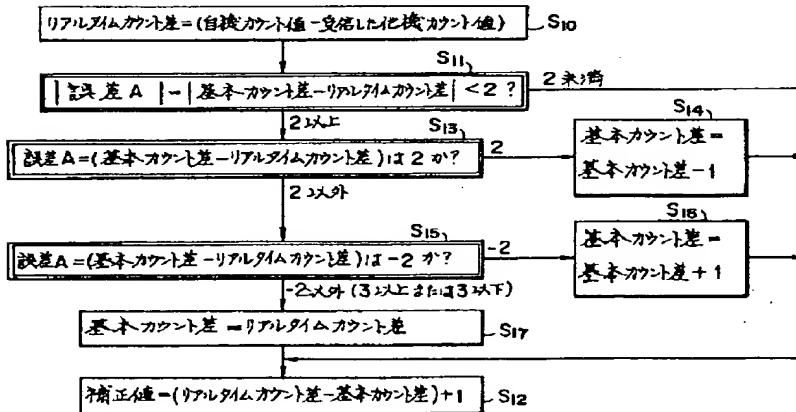 リアルタイムカウント差=(自機カウント値-受信した他機カウント値)
S10
S11
|誤差A|-|基本カウント差-リアルタイムカウント差|<2?
2未満
2以上
S13
誤差A=(基本カウント差-リアルタイムカウント差)は2か?
2
S14
基本カウント差=
基本カウント差-1
2以外
S15
誤差A=(基本カウント差-リアルタイムカウント差)は-2か?
-2
S16
基本カウント差=
基本カウント差+1
-2以外(3以上または3以下)
基本カウント差=リアルタイムカウント差
S17
補正値=(リアルタイムカウント差-基本カウント差)+1
S12